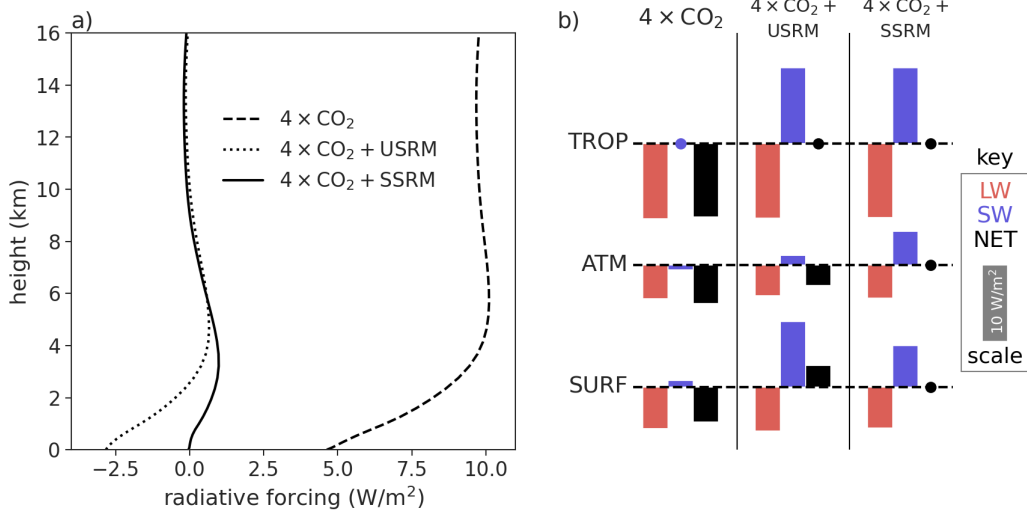 a)
16
14
12
10
8
6
4
2
0
height (km)
4 × CO₂
4 × CO₂ + USRM
4 × CO₂ + SSRM
−2.5 0.0 2.5 5.0 7.5 10.0
radiative forcing (W/m²)
b)
4 × CO₂
4 × CO₂ +
USRM
4 × CO₂ +
SSRM
TROP
ATM
SURF
key
LW
SW
NET
10 W/m²
scale